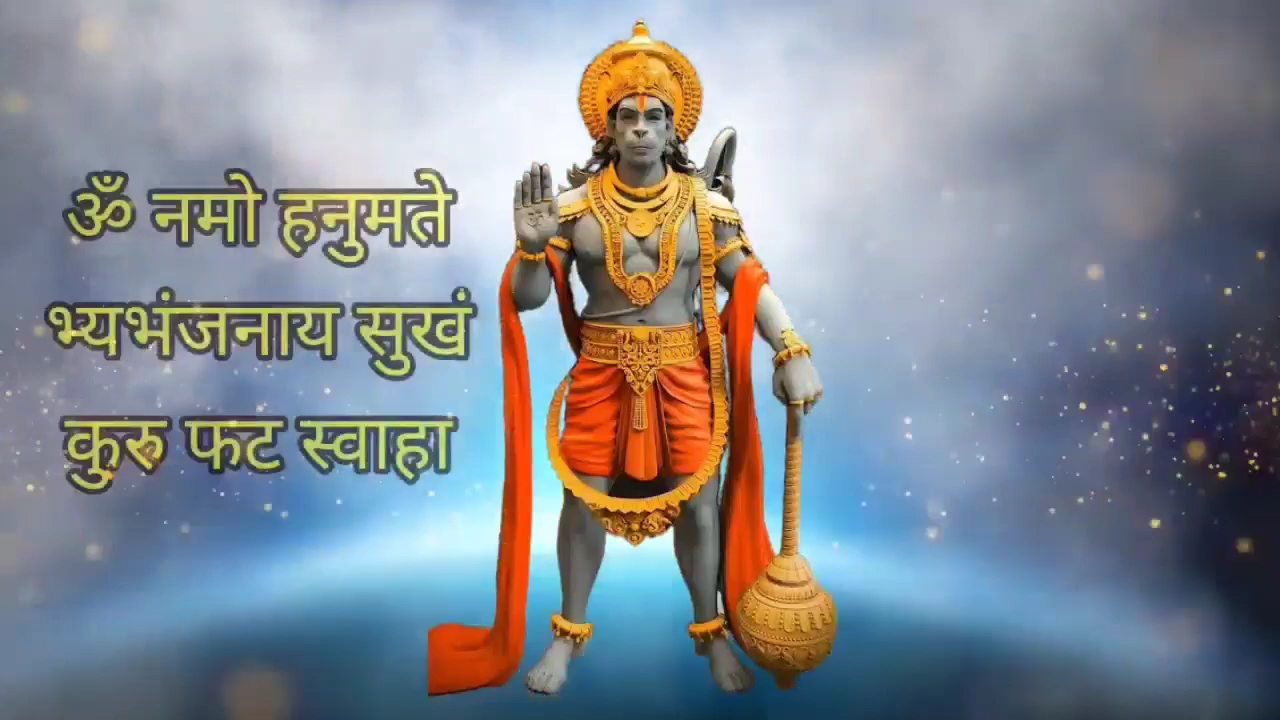 ॐ नमो हनुमते
भ्यभंजनाय सुखं
कुरु फट स्वाहा